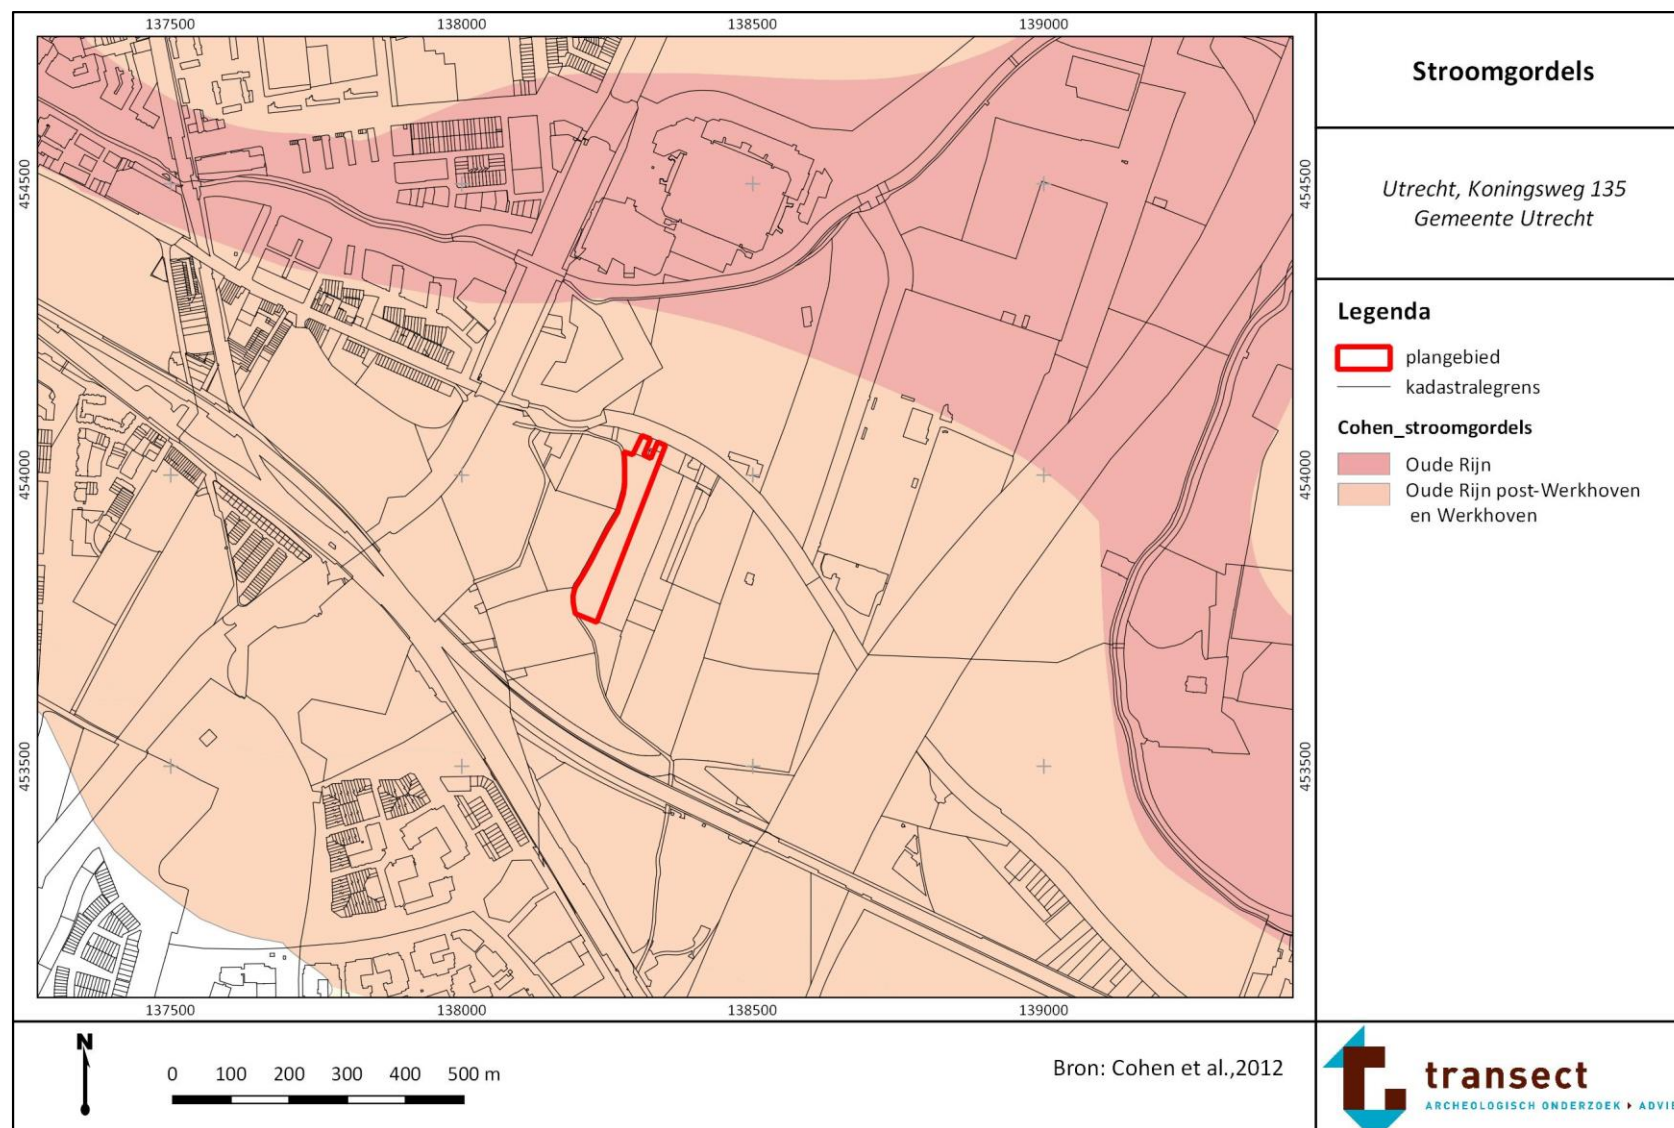 137500 138000 138500 139000
454500
454000
453500
454500
454000
453500
137500 138000 138500 139000
Stroomgordels
Utrecht, Koningsweg 135
Gemeente Utrecht
Legenda
plangebied
kadastralegrens
Cohen_stroomgordels
Oude Rijn
Oude Rijn post-Werkhoven
en Werkhoven
N
0 100 200 300 400 500 m
Bron: Cohen et al.,2012
transect
ARCHEOLOGISCH ONDERZOEK ▸ ADVIE